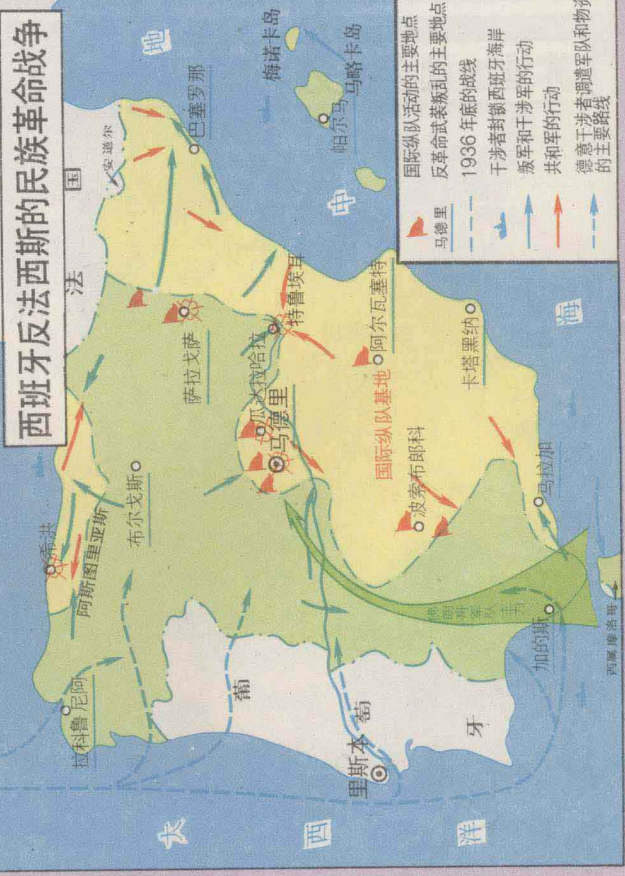 西班牙反法西斯的民族革命战争
国际纵队活动的主要地点
马德里 反革命武装叛乱的主要地点
1936年底的战线
干涉者封锁西班牙海岸
叛军和干涉军的行动
共和军的行动
德意干涉者调遣军队和物资
的主要路线
地
中
海
大
西
洋
法
国
安道尔
葡
萄
牙
梅诺卡岛
马略卡岛
帕尔马
巴塞罗那
萨拉戈萨
特鲁埃耳
瓜达拉哈拉
马德里
阿尔瓦塞特
国际纵队基地
卡塔黑纳
波索布郎科
马拉加
加的斯
西属摩洛哥
里斯本
拉科鲁尼阿
希洪
阿斯图里亚斯
布尔戈斯